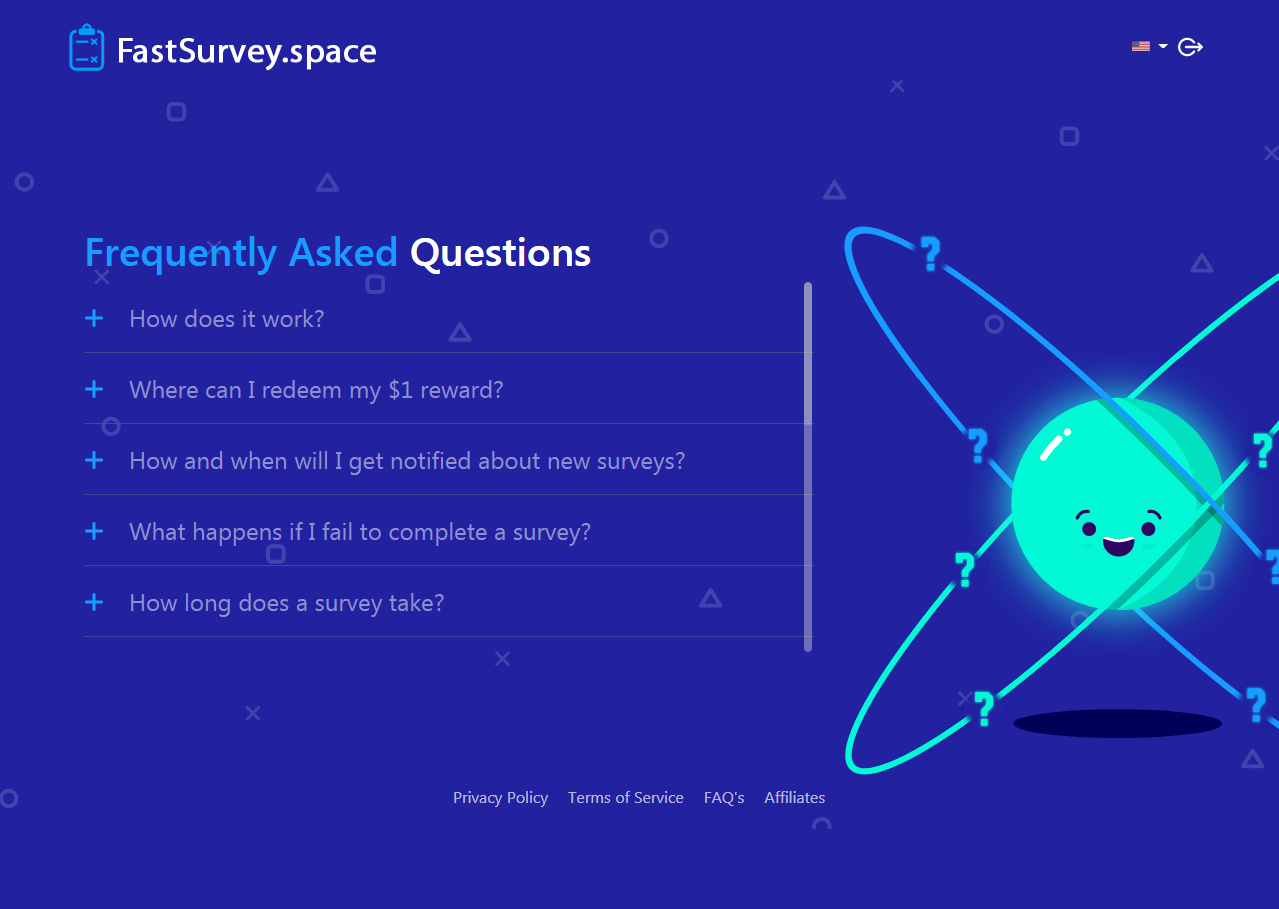 FastSurvey.space
Frequently Asked Questions
How does it work?
Where can I redeem my $1 reward?
How and when will I get notified about new surveys?
What happens if I fail to complete a survey?
How long does a survey take?
?
?
?
?
?
?
?
Privacy Policy Terms of Service FAQ's Affiliates